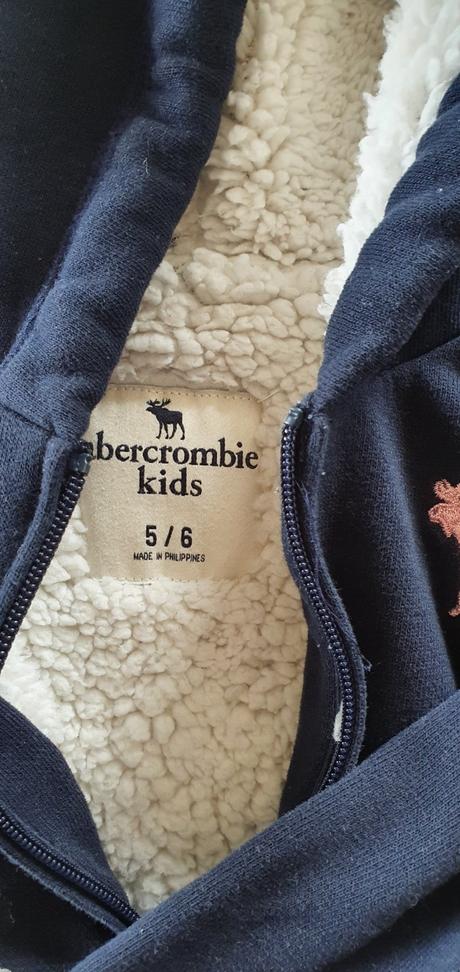 abercrombie
kids
5 / 6
MADE IN PHILIPPINES